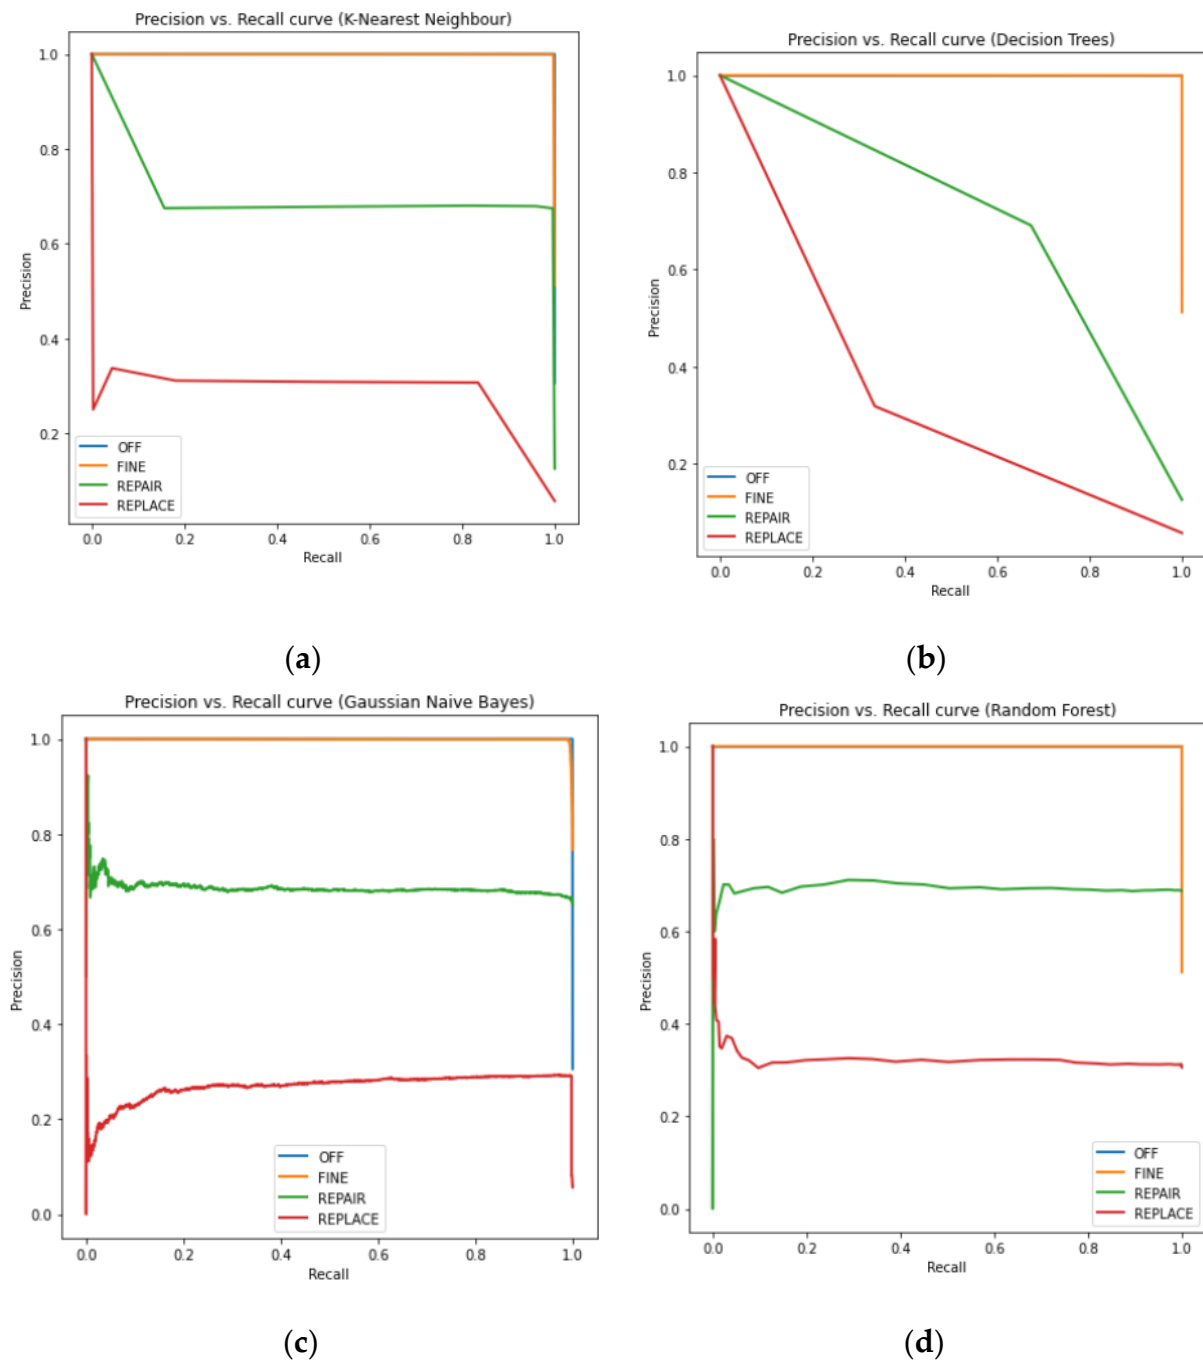 Precision vs. Recall curve (K-Nearest Neighbour)
1.0
0.8
0.6
0.4
0.2
Precision
OFF
FINE
REPAIR
REPLACE
0.0 0.2 0.4 0.6 0.8 1.0
Recall
(a)
Precision vs. Recall curve (Decision Trees)
1.0
0.8
0.6
0.4
0.2
Precision
OFF
FINE
REPAIR
REPLACE
0.0 0.2 0.4 0.6 0.8 1.0
Recall
(b)
Precision vs. Recall curve (Gaussian Naive Bayes)
1.0
0.8
0.6
0.4
0.2
0.0
Precision
OFF
FINE
REPAIR
REPLACE
0.0 0.2 0.4 0.6 0.8 1.0
Recall
(c)
Precision vs. Recall curve (Random Forest)
1.0
0.8
0.6
0.4
0.2
0.0
Precision
OFF
FINE
REPAIR
REPLACE
0.0 0.2 0.4 0.6 0.8 1.0
Recall
(d)